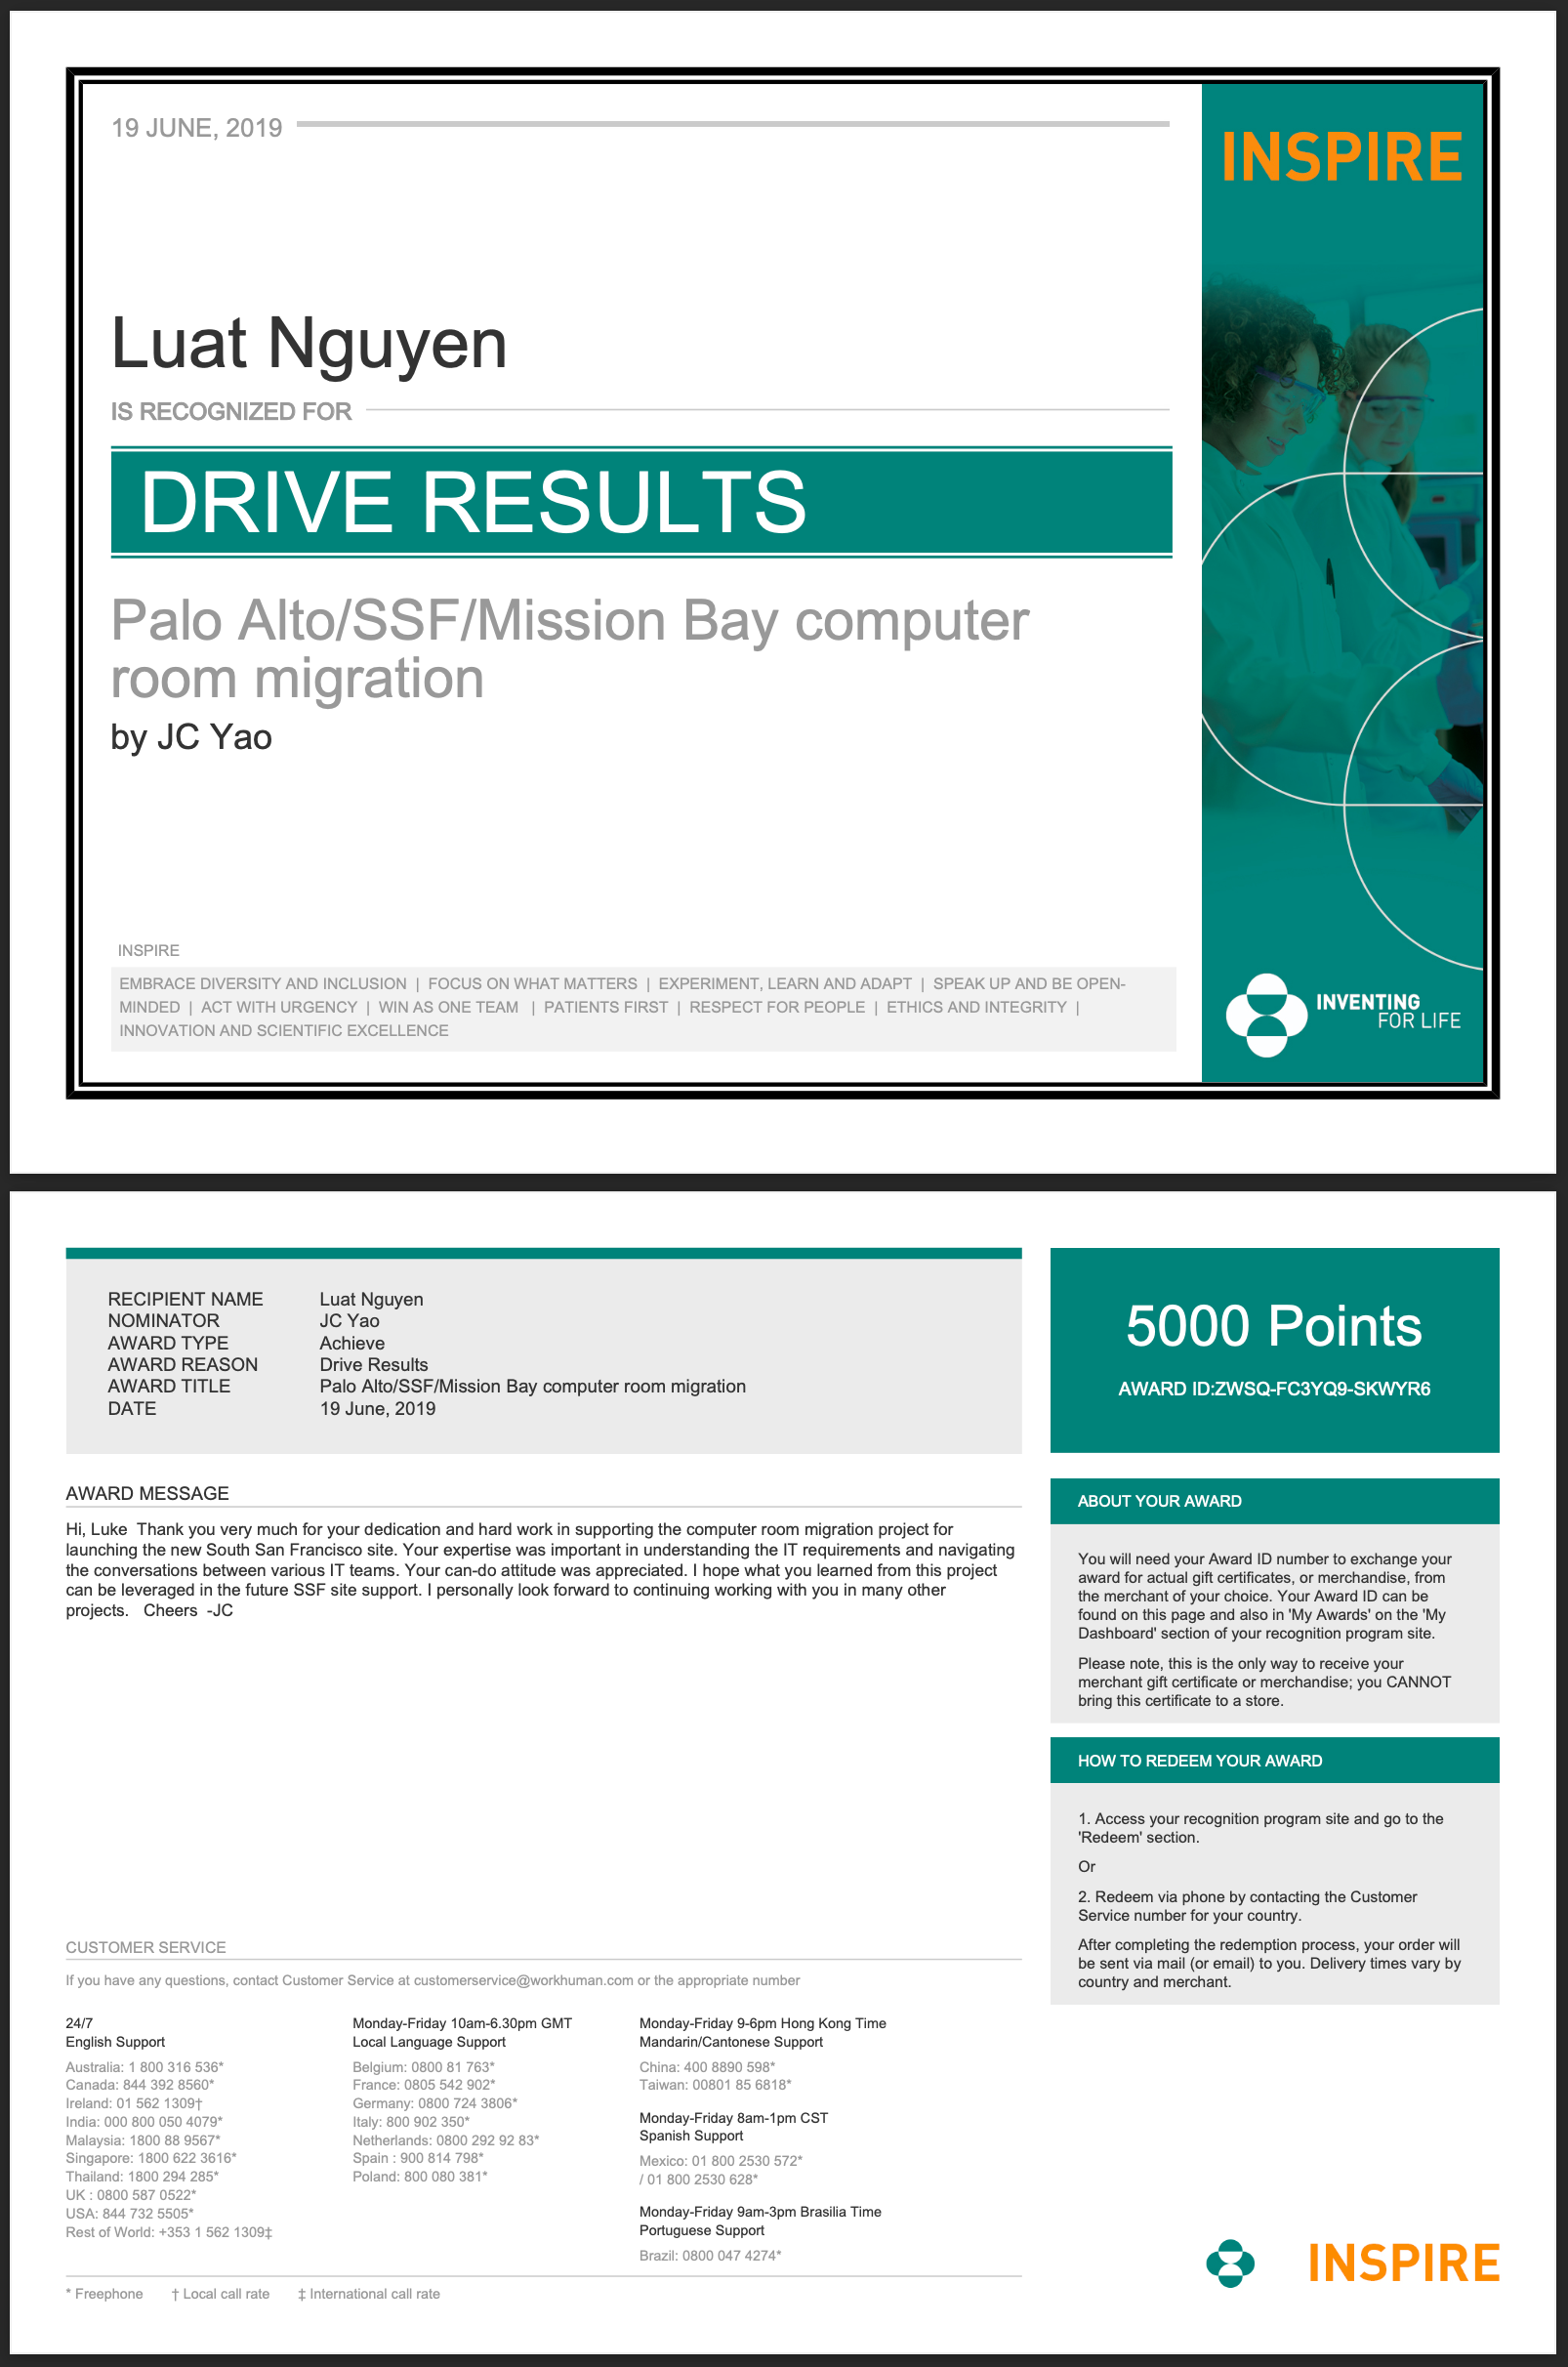 19 JUNE, 2019
INSPIRE
Luat Nguyen
IS RECOGNIZED FOR
DRIVE RESULTS
Palo Alto/SSF/Mission Bay computer
room migration
by JC Yao
INSPIRE
EMBRACE DIVERSITY AND INCLUSION | FOCUS ON WHAT MATTERS | EXPERIMENT, LEARN AND ADAPT | SPEAK UP AND BE OPEN-
MINDED | ACT WITH URGENCY | WIN AS ONE TEAM | PATIENTS FIRST | RESPECT FOR PEOPLE | ETHICS AND INTEGRITY |
INNOVATION AND SCIENTIFIC EXCELLENCE
INVENTING
FOR LIFE
RECIPIENT NAME Luat Nguyen
NOMINATOR JC Yao
AWARD TYPE Achieve
AWARD REASON Drive Results
AWARD TITLE Palo Alto/SSF/Mission Bay computer room migration
DATE 19 June, 2019
5000 Points
AWARD ID:ZWSQ-FC3YQ9-SKWYR6
AWARD MESSAGE
Hi, Luke Thank you very much for your dedication and hard work in supporting the computer room migration project for
launching the new South San Francisco site. Your expertise was important in understanding the IT requirements and navigating
the conversations between various IT teams. Your can-do attitude was appreciated. I hope what you learned from this project
can be leveraged in the future SSF site support. I personally look forward to continuing working with you in many other
projects. Cheers -JC
ABOUT YOUR AWARD
You will need your Award ID number to exchange your
award for actual gift certificates, or merchandise, from
the merchant of your choice. Your Award ID can be
found on this page and also in 'My Awards' on the 'My
Dashboard' section of your recognition program site.
Please note, this is the only way to receive your
merchant gift certificate or merchandise; you CANNOT
bring this certificate to a store.
HOW TO REDEEM YOUR AWARD
1. Access your recognition program site and go to the
'Redeem' section.
Or
2. Redeem via phone by contacting the Customer
Service number for your country.
After completing the redemption process, your order will
be sent via mail (or email) to you. Delivery times vary by
country and merchant.
CUSTOMER SERVICE
If you have any questions, contact Customer Service at customerservice@workhuman.com or the appropriate number
24/7
English Support
Australia: 1 800 316 536*
Canada: 844 392 8560*
Ireland: 01 562 1309†
India: 000 800 050 4079*
Malaysia: 1800 88 9567*
Singapore: 1800 622 3616*
Thailand: 1800 294 285*
UK : 0800 587 0522*
USA: 844 732 5505*
Rest of World: +353 1 562 1309‡
Monday-Friday 10am-6.30pm GMT
Local Language Support
Belgium: 0800 81 763*
France: 0805 542 902*
Germany: 0800 724 3806*
Italy: 800 902 350*
Netherlands: 0800 292 92 83*
Spain : 900 814 798*
Poland: 800 080 381*
Monday-Friday 9-6pm Hong Kong Time
Mandarin/Cantonese Support
China: 400 8890 598*
Taiwan: 00801 85 6818*
Monday-Friday 8am-1pm CST
Spanish Support
Mexico: 01 800 2530 572*
/ 01 800 2530 628*
Monday-Friday 9am-3pm Brasilia Time
Portuguese Support
Brazil: 0800 047 4274*
* Freephone † Local call rate ‡ International call rate
INSPIRE